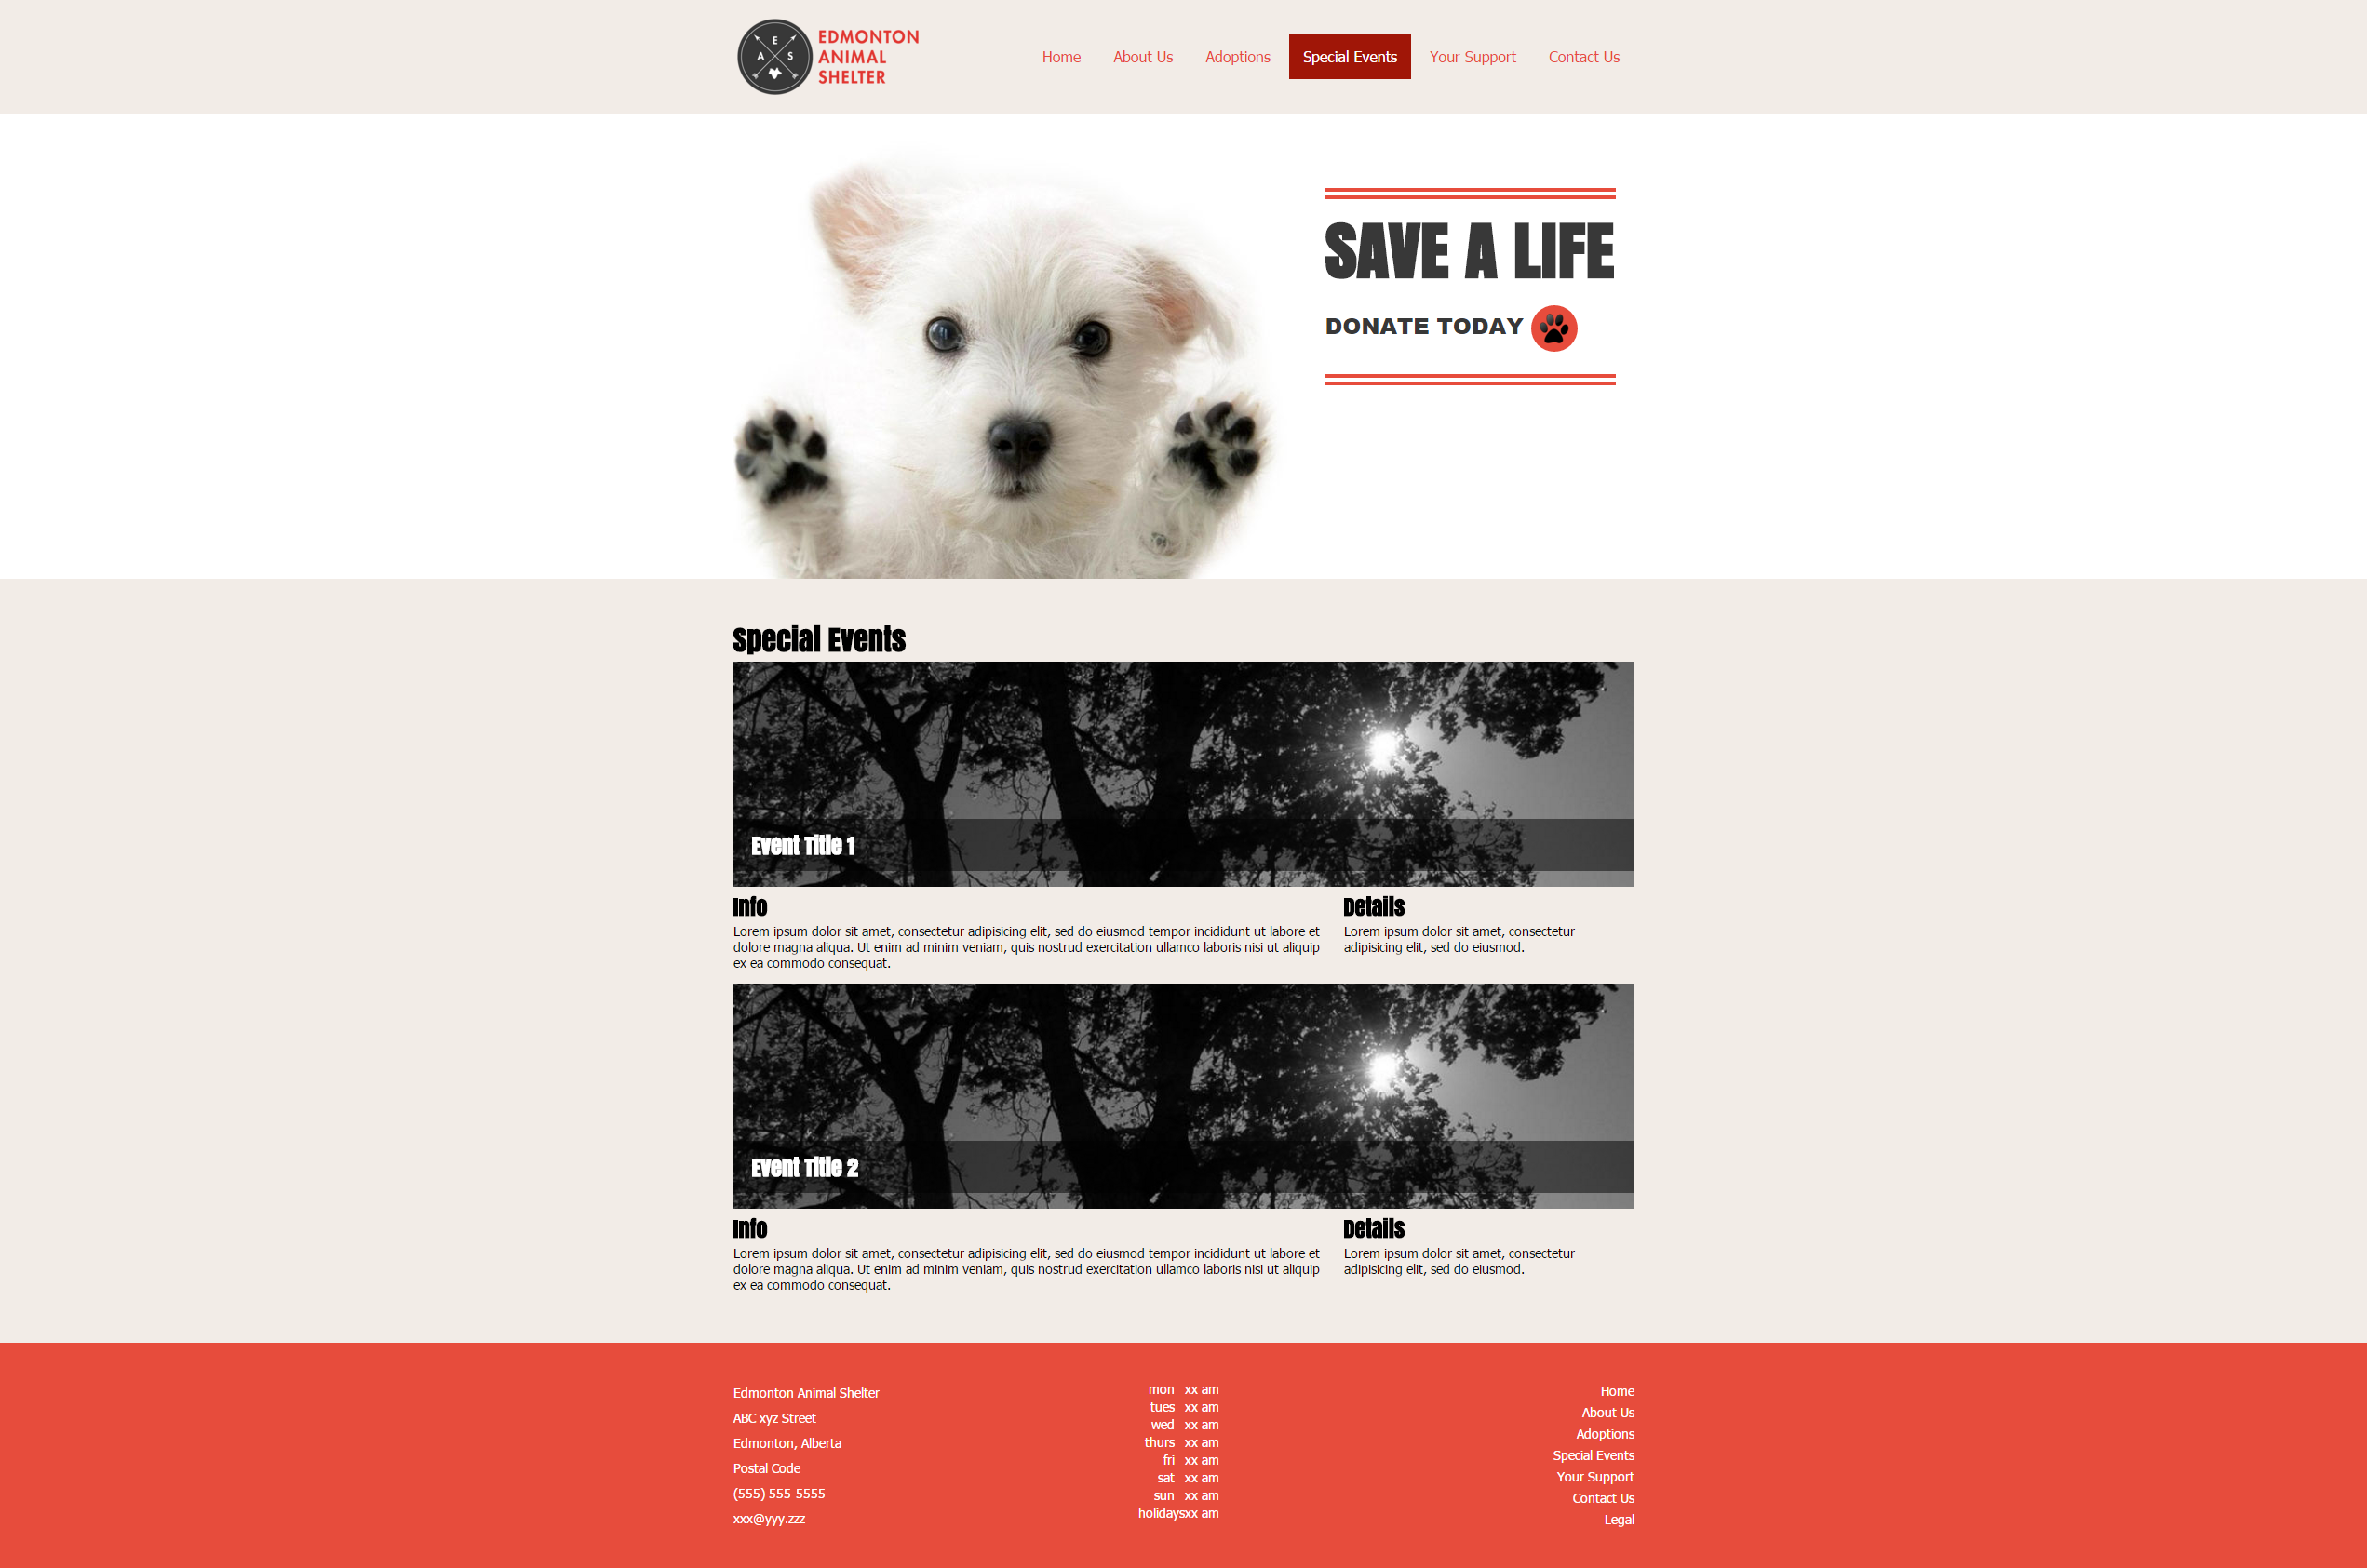 E
A S
EDMONTON
ANIMAL
SHELTER
Home About Us Adoptions Special Events Your Support Contact Us
SAVE A LIFE
DONATE TODAY
Special Events
Event Title 1
Info
Lorem ipsum dolor sit amet, consectetur adipisicing elit, sed do eiusmod tempor incididunt ut labore et
dolore magna aliqua. Ut enim ad minim veniam, quis nostrud exercitation ullamco laboris nisi ut aliquip
ex ea commodo consequat.
Details
Lorem ipsum dolor sit amet, consectetur
adipisicing elit, sed do eiusmod.
Event Title 2
Info
Lorem ipsum dolor sit amet, consectetur adipisicing elit, sed do eiusmod tempor incididunt ut labore et
dolore magna aliqua. Ut enim ad minim veniam, quis nostrud exercitation ullamco laboris nisi ut aliquip
ex ea commodo consequat.
Details
Lorem ipsum dolor sit amet, consectetur
adipisicing elit, sed do eiusmod.
Edmonton Animal Shelter
ABC xyz Street
Edmonton, Alberta
Postal Code
(555) 555-5555
xxx@yyy.zzz
mon xx am
tues xx am
wed xx am
thurs xx am
fri xx am
sat xx am
sun xx am
holidaysxx am
Home
About Us
Adoptions
Special Events
Your Support
Contact Us
Legal